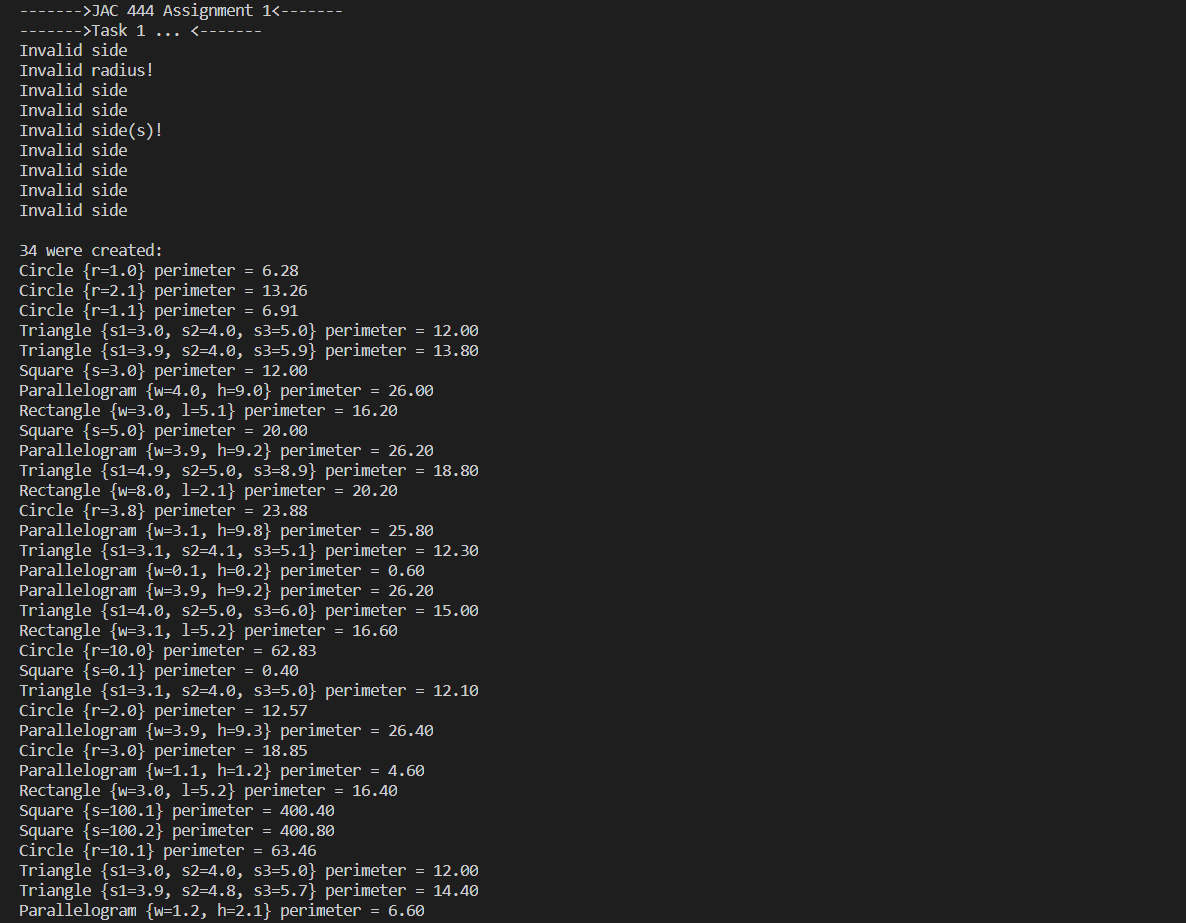 ------->JAC 444 Assignment 1<-------
------->Task 1 ... <-------
Invalid side
Invalid radius!
Invalid side
Invalid side
Invalid side(s)!
Invalid side
Invalid side
Invalid side
Invalid side
34 were created:
Circle {r=1.0} perimeter = 6.28
Circle {r=2.1} perimeter = 13.26
Circle {r=1.1} perimeter = 6.91
Triangle {s1=3.0, s2=4.0, s3=5.0} perimeter = 12.00
Triangle {s1=3.9, s2=4.0, s3=5.9} perimeter = 13.80
Square {s=3.0} perimeter = 12.00
Parallelogram {w=4.0, h=9.0} perimeter = 26.00
Rectangle {w=3.0, l=5.1} perimeter = 16.20
Square {s=5.0} perimeter = 20.00
Parallelogram {w=3.9, h=9.2} perimeter = 26.20
Triangle {s1=4.9, s2=5.0, s3=8.9} perimeter = 18.80
Rectangle {w=8.0, l=2.1} perimeter = 20.20
Circle {r=3.8} perimeter = 23.88
Parallelogram {w=3.1, h=9.8} perimeter = 25.80
Triangle {s1=3.1, s2=4.1, s3=5.1} perimeter = 12.30
Parallelogram {w=0.1, h=0.2} perimeter = 0.60
Parallelogram {w=3.9, h=9.2} perimeter = 26.20
Triangle {s1=4.0, s2=5.0, s3=6.0} perimeter = 15.00
Rectangle {w=3.1, l=5.2} perimeter = 16.60
Circle {r=10.0} perimeter = 62.83
Square {s=0.1} perimeter = 0.40
Triangle {s1=3.1, s2=4.0, s3=5.0} perimeter = 12.10
Circle {r=2.0} perimeter = 12.57
Parallelogram {w=3.9, h=9.3} perimeter = 26.40
Circle {r=3.0} perimeter = 18.85
Parallelogram {w=1.1, h=1.2} perimeter = 4.60
Rectangle {w=3.0, l=5.2} perimeter = 16.40
Square {s=100.1} perimeter = 400.40
Square {s=100.2} perimeter = 400.80
Circle {r=10.1} perimeter = 63.46
Triangle {s1=3.0, s2=4.0, s3=5.0} perimeter = 12.00
Triangle {s1=3.9, s2=4.8, s3=5.7} perimeter = 14.40
Parallelogram {w=1.2, h=2.1} perimeter = 6.60